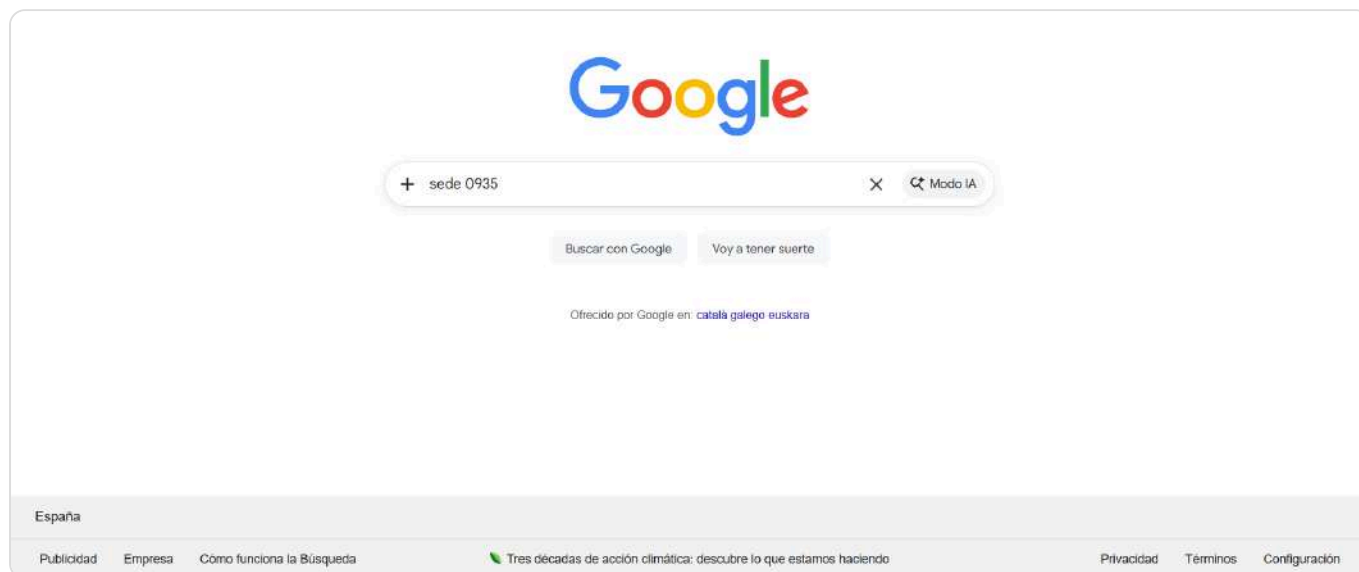 Google
sede 0935
Modo IA
Buscar con Google
Voy a tener suerte
Ofrecido por Google en: català galego euskara
España
Publicidad Empresa Cómo funciona la Búsqueda Tres décadas de acción climática: descubre lo que estamos haciendo Privacidad Términos Configuración